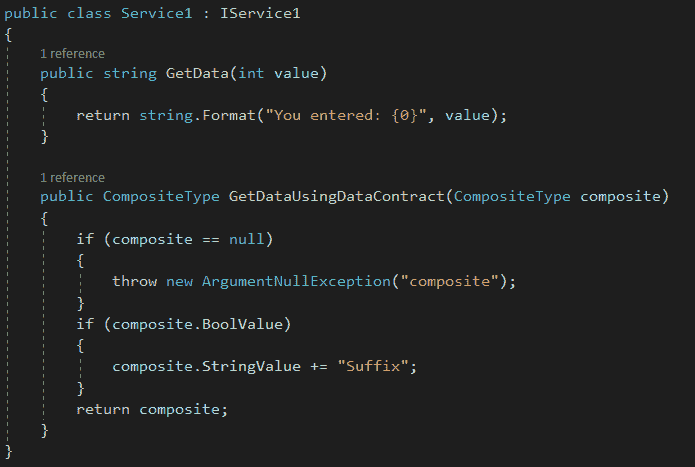 public class Service1 : IService1
{
1 reference
public string GetData(int value)
{
return string.Format("You entered: {0}", value);
}
1 reference
public CompositeType GetDataUsingDataContract(CompositeType composite)
{
if (composite == null)
{
throw new ArgumentNullException("composite");
}
if (composite.BoolValue)
{
composite.StringValue += "Suffix";
}
return composite;
}
}